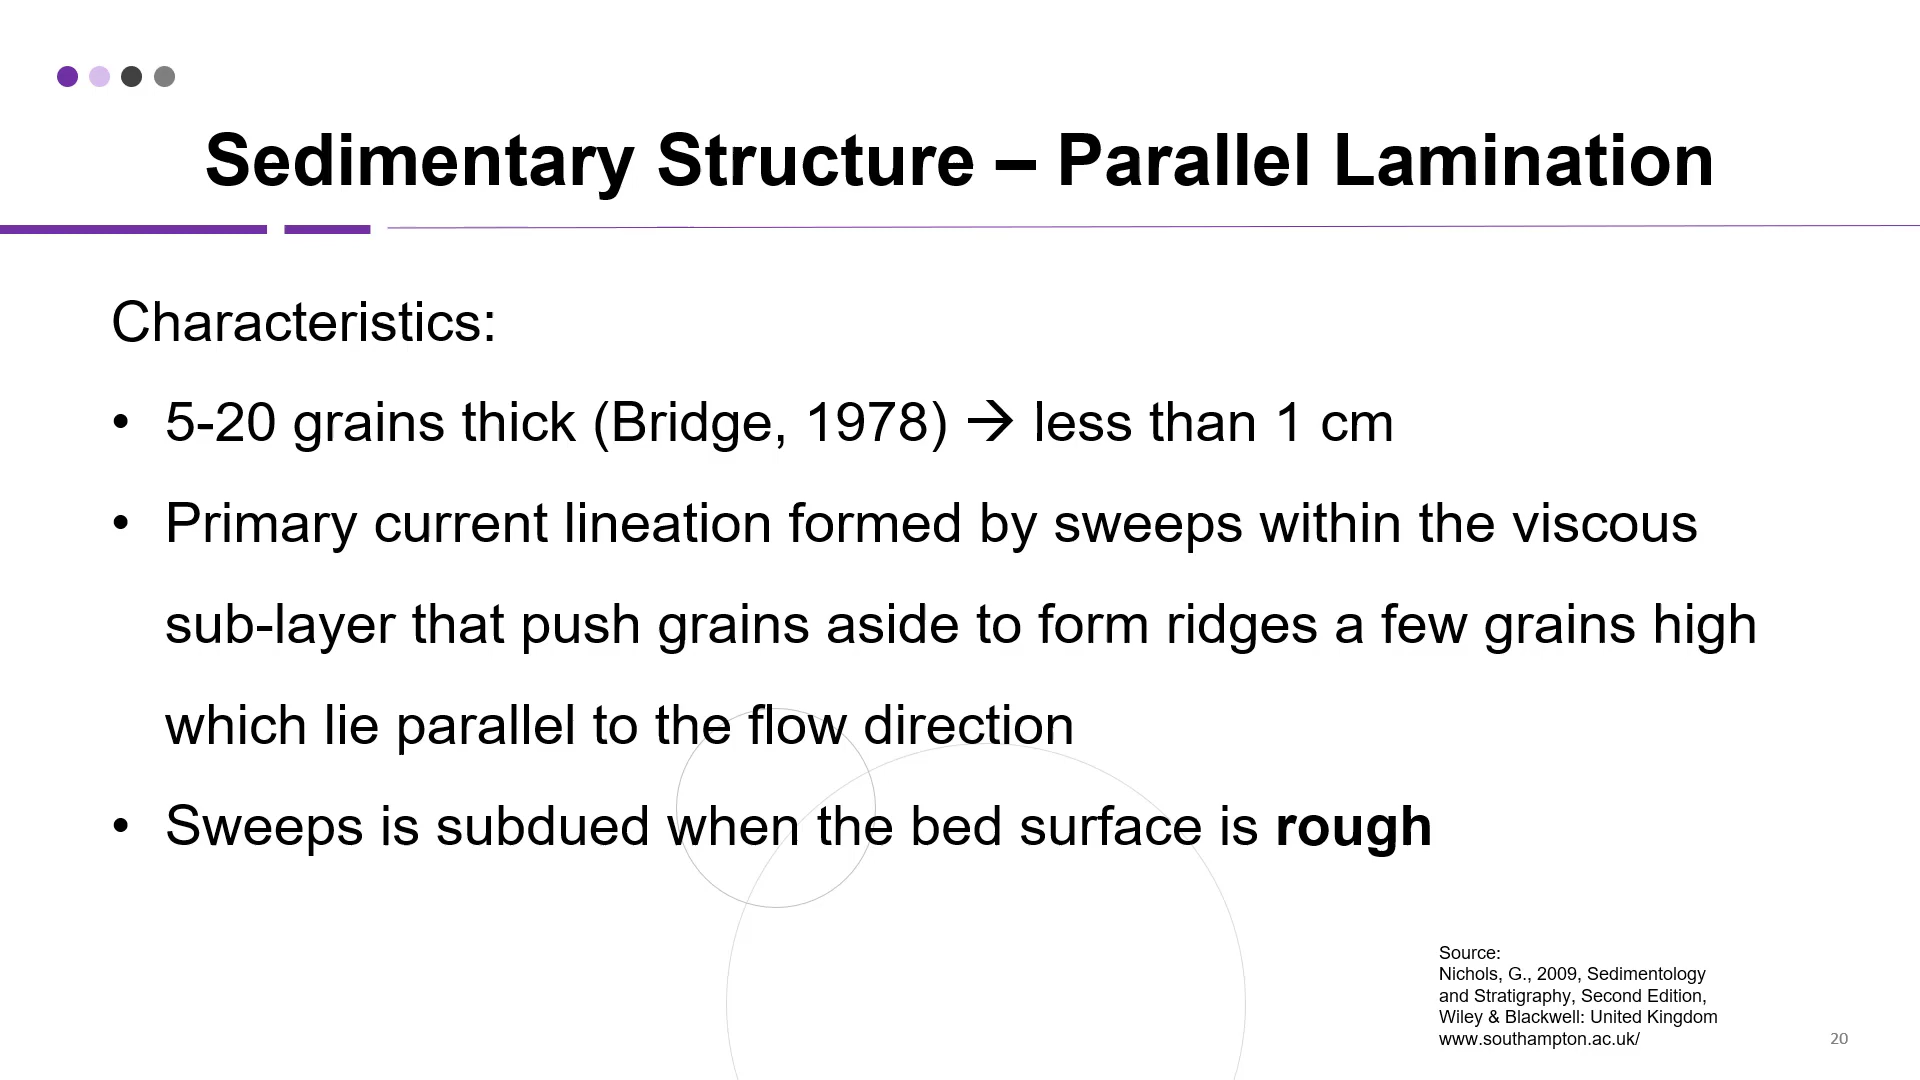 Sedimentary Structure – Parallel Lamination
Characteristics:
• 5-20 grains thick (Bridge, 1978) → less than 1 cm
• Primary current lineation formed by sweeps within the viscous
sub-layer that push grains aside to form ridges a few grains high
which lie parallel to the flow direction
• Sweeps is subdued when the bed surface is rough
Source:
Nichols, G., 2009, Sedimentology
and Stratigraphy, Second Edition,
Wiley & Blackwell: United Kingdom
www.southampton.ac.uk/
20